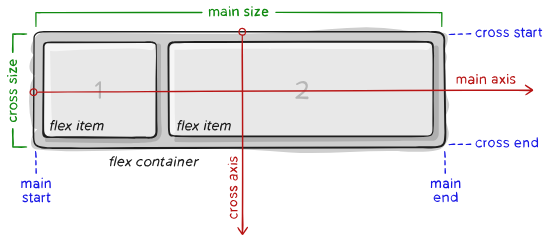 main size
cross start
cross size
1
2
main axis
flex item
flex item
cross end
flex container
cross axis
main
start
main
end